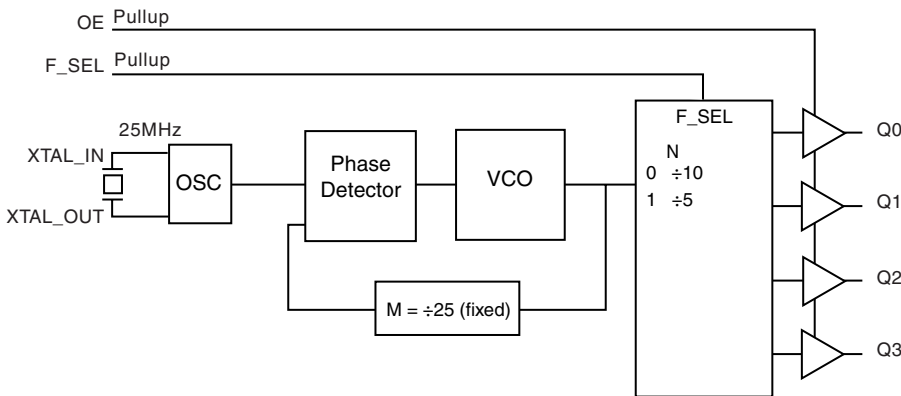 OE Pullup
F_SEL Pullup
25MHz
XTAL_IN
XTAL_OUT
OSC
Phase
Detector
VCO
M = ÷25 (fixed)
F_SEL
N
0 ÷10
1 ÷5
Q0
Q1
Q2
Q3